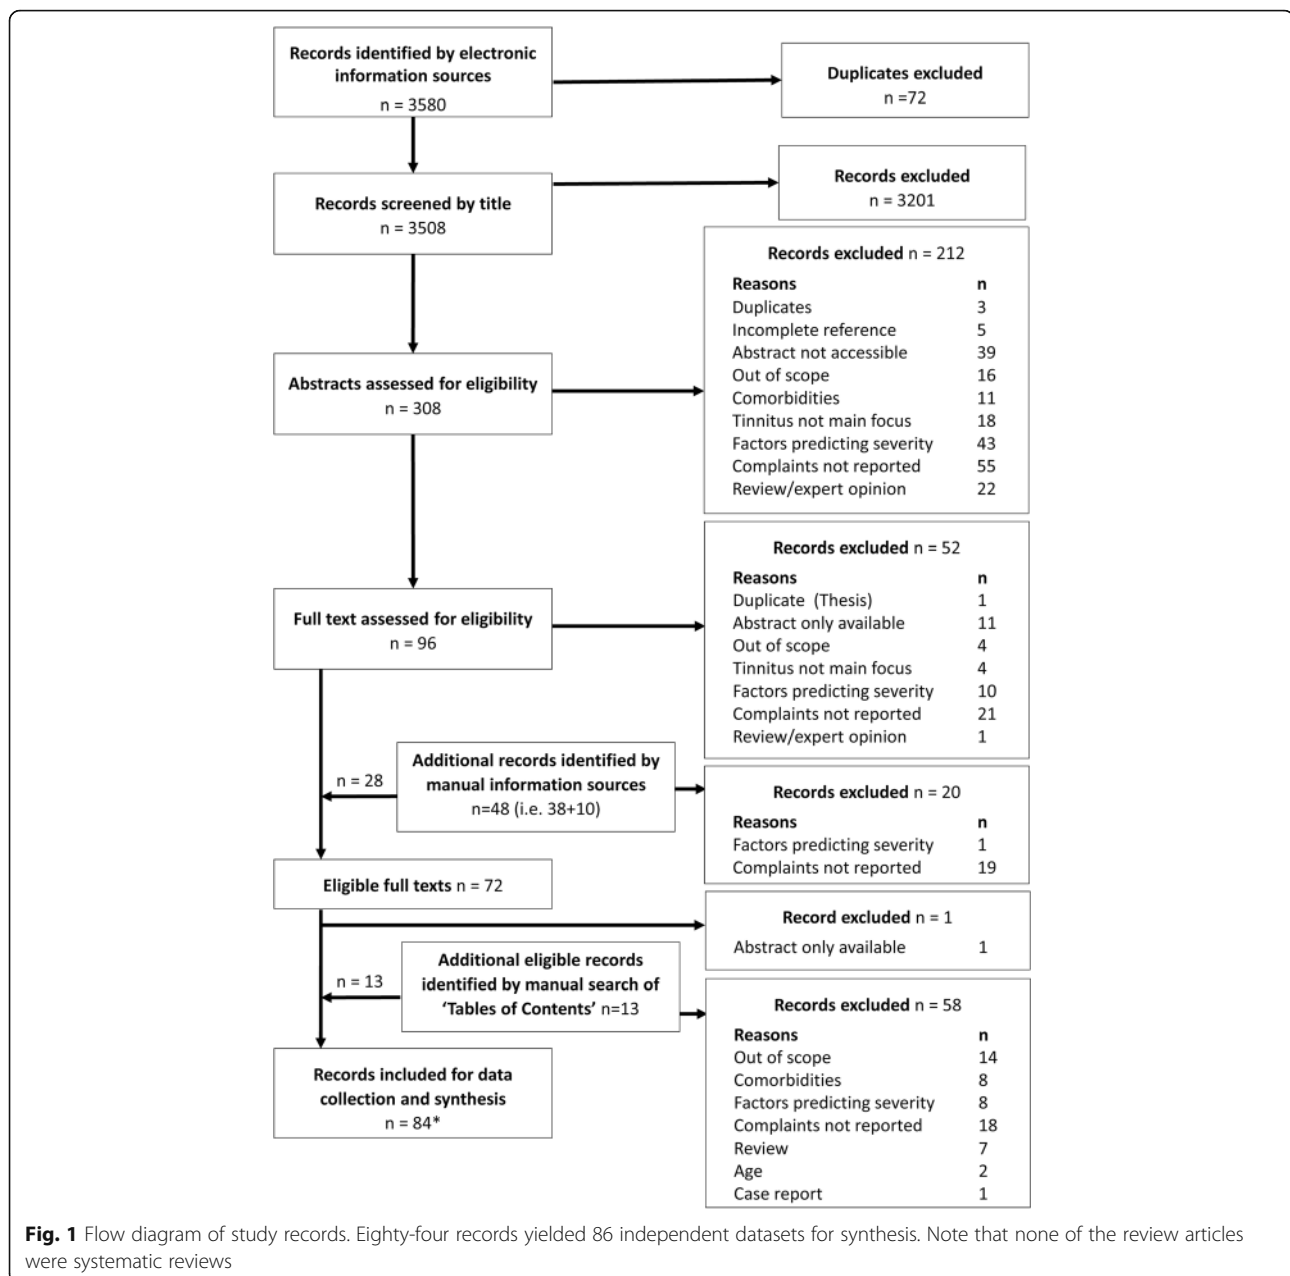 Records identified by electronic
information sources
n = 3580
Duplicates excluded
n =72
Records screened by title
n = 3508
Records excluded
n = 3201
Abstracts assessed for eligibility
n = 308
Records excluded n = 212
Reasons n
Duplicates 3
Incomplete reference 5
Abstract not accessible 39
Out of scope 16
Comorbidities 11
Tinnitus not main focus 18
Factors predicting severity 43
Complaints not reported 55
Review/expert opinion 22
Full text assessed for eligibility
n = 96
Records excluded n = 52
Reasons n
Duplicate (Thesis) 1
Abstract only available 11
Out of scope 4
Tinnitus not main focus 4
Factors predicting severity 10
Complaints not reported 21
Review/expert opinion 1
n = 28
Additional records identified by
manual information sources
n=48 (i.e. 38+10)
Records excluded n = 20
Reasons n
Factors predicting severity 1
Complaints not reported 19
Eligible full texts n = 72
Record excluded n = 1
Abstract only available 1
n = 13
Additional eligible records
identified by manual search of
‘Tables of Contents’ n=13
Records excluded n = 58
Reasons n
Out of scope 14
Comorbidities 8
Factors predicting severity 8
Complaints not reported 18
Review 7
Age 2
Case report 1
Records included for data
collection and synthesis
n = 84*
Fig. 1 Flow diagram of study records. Eighty-four records yielded 86 independent datasets for synthesis. Note that none of the review articles
were systematic reviews